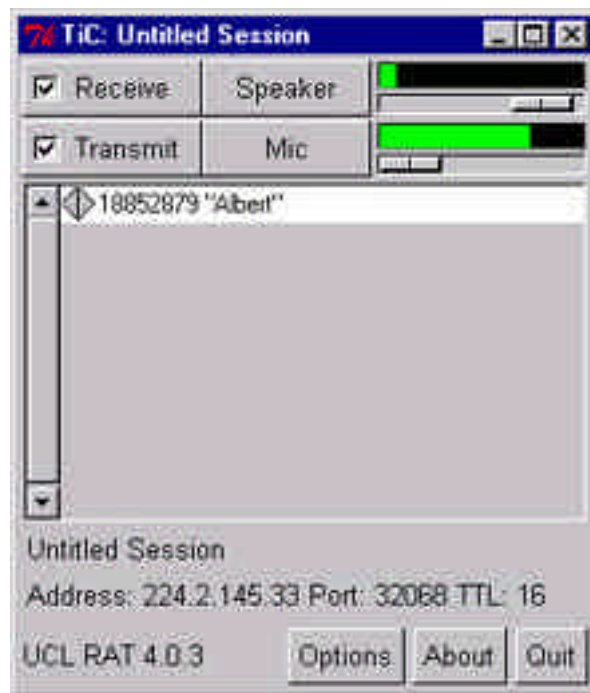 TiC: Untitled Session
Receive Speaker
Transmit Mic
18852879 "Albert"
Untitled Session
Address: 224.2.145.33 Port: 32068 TTL: 16
UCL RAT 4.0.3 Options About Quit